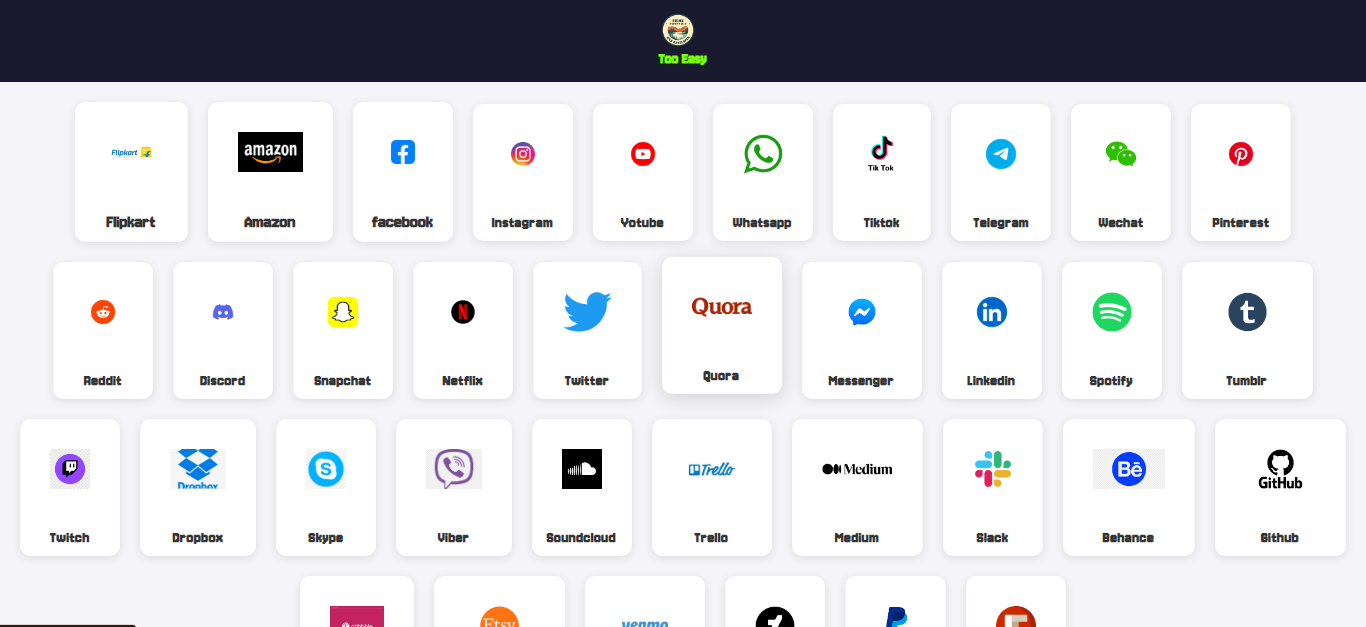 Too Easy
Flipkart
amazon
Tik Tok
Flipkart
Amazon
facebook
Instagram
Yotube
Whatsapp
Tiktok
Telegram
Wechat
Pinterest
Quora
in
t
Reddit
Discord
Snapchat
Netflix
Twitter
Quora
Messenger
Linkedin
Spotify
Tumblr
Dropbox
S
Trello
Medium
Bē
GitHub
Twitch
Dropbox
Skype
Viber
Soundcloud
Trello
Medium
Slack
Behance
Github
Etsy
venmo